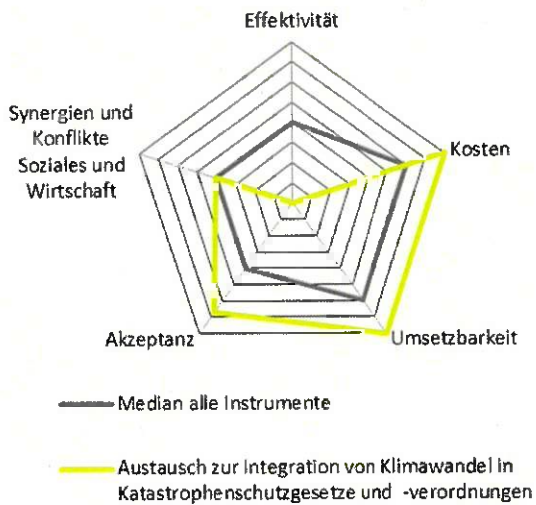 Effektivität
Synergien und
Konflikte
Soziales und
Wirtschaft
Kosten
Akzeptanz
Umsetzbarkeit
Median alle Instrumente
Austausch zur Integration von Klimawandel in
Katastrophenschutzgesetze und -verordnungen